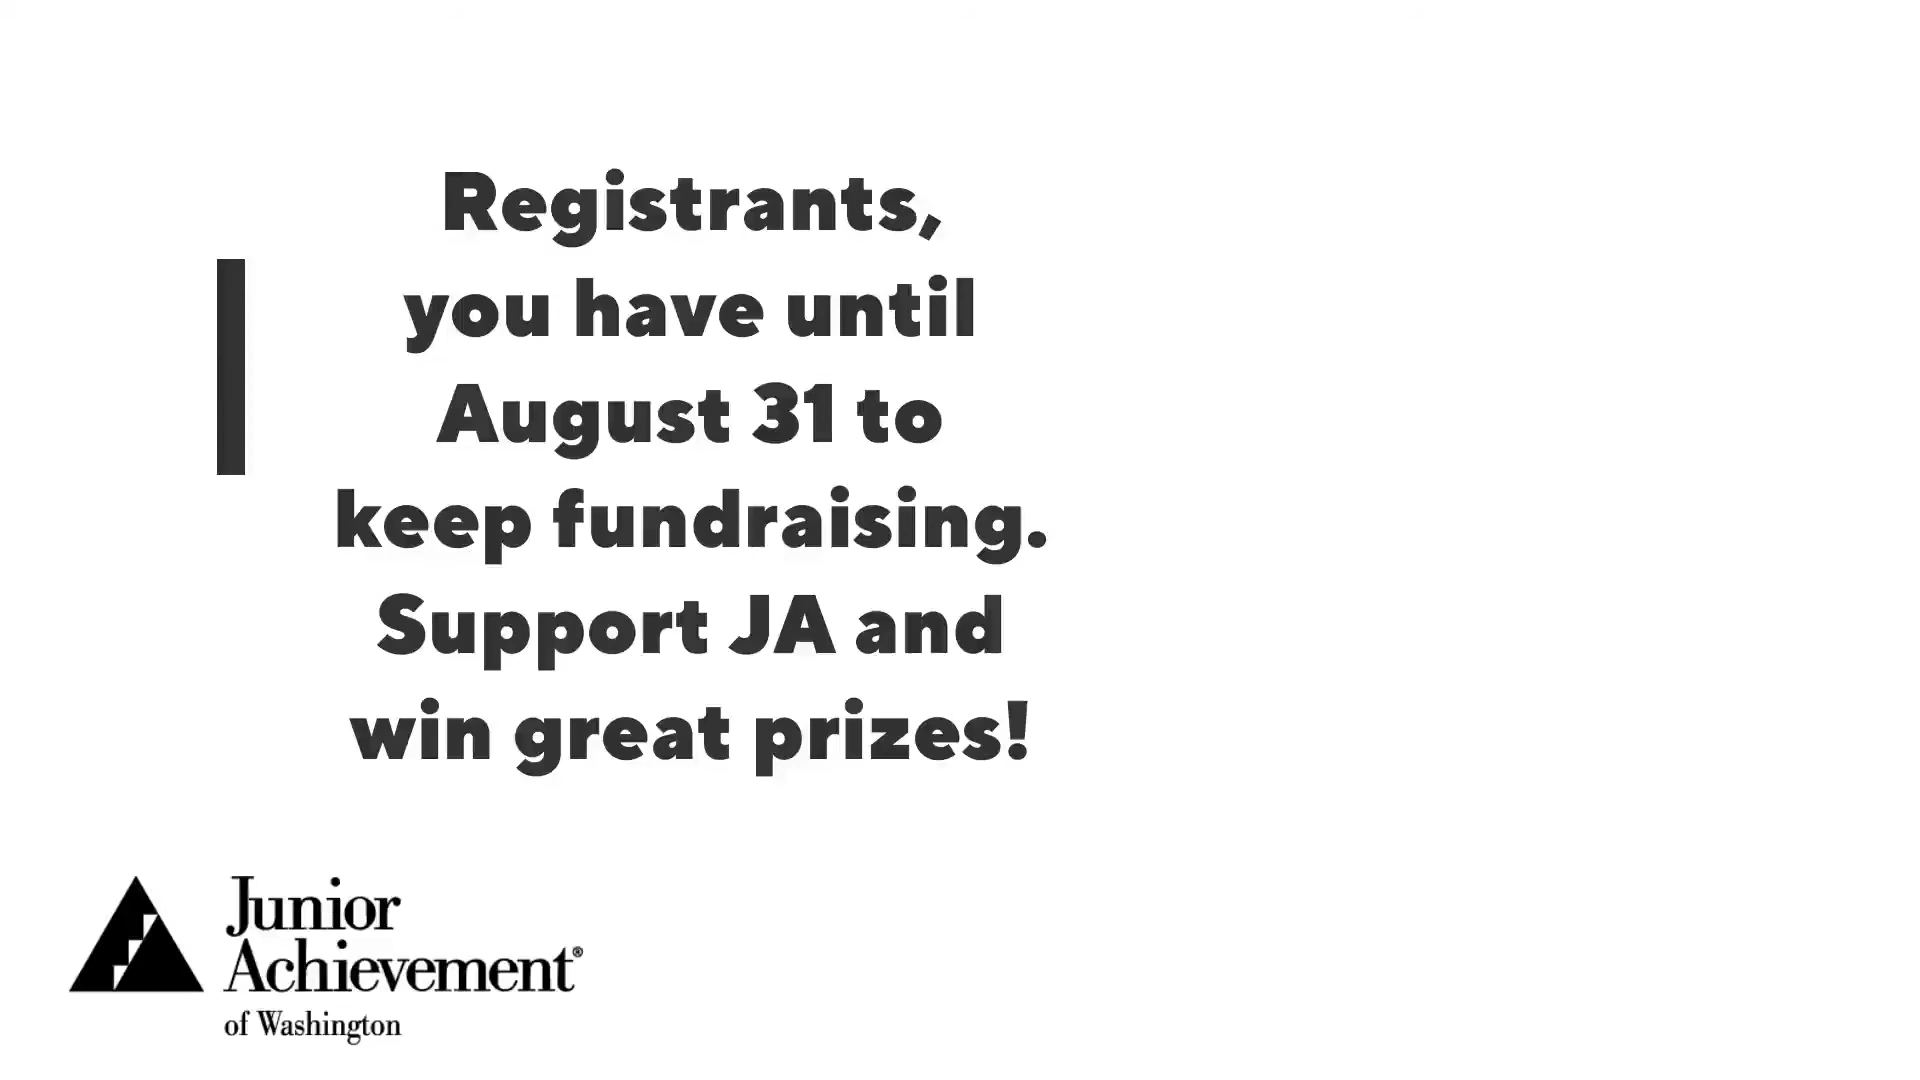 Registrants,
you have until
August 31 to
keep fundraising.
Support JA and
win great prizes!
Junior
Achievement®
of Washington